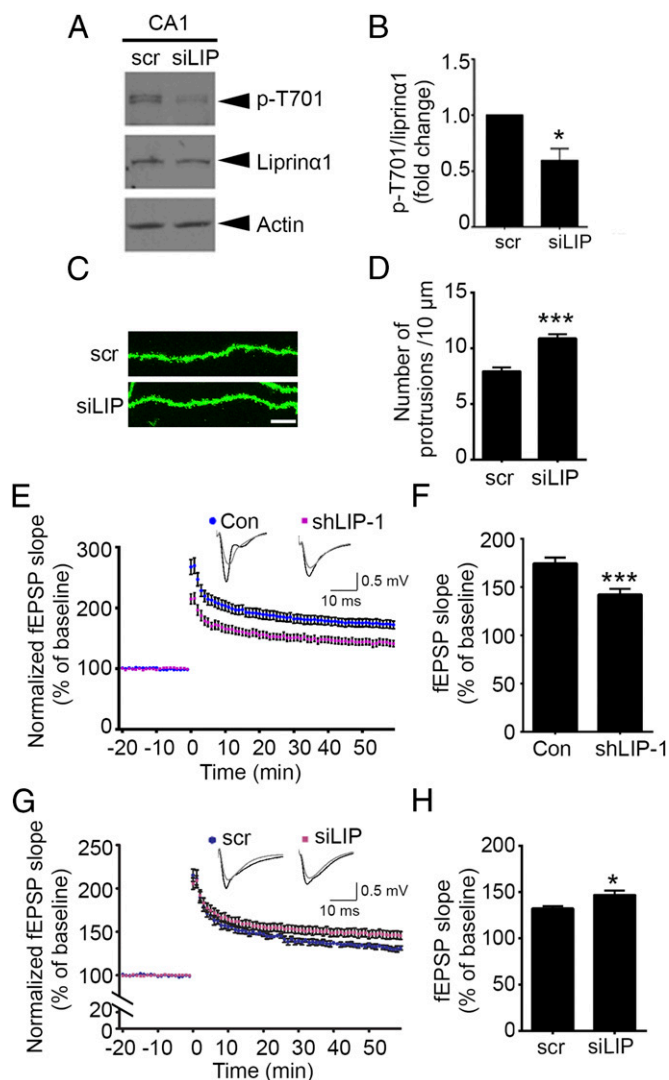 A
CA1
scr siLIP
p-T701
Liprinα1
Actin
B
p-T701/liprinα1
(fold change)
1.5
1.0
0.5
0
*
scr siLIP
C
scr
siLIP
D
Number of
protrusions /10 µm
15
10
5
0
***
scr siLIP
E
Con shLIP-1
Normalized fEPSP slope
(% of baseline)
300
200
100
0
0.5 mV
10 ms
-20 -10 0 10 20 30 40 50
Time (min)
F
fEPSP slope
(% of baseline)
200
150
100
50
0
***
Con shLIP-1
G
scr siLIP
Normalized fEPSP slope
(% of baseline)
250
200
150
100
20
0
0.5 mV
10 ms
-20 -10 0 10 20 30 40 50
Time (min)
H
fEPSP slope
(% of baseline)
200
150
100
50
0
*
scr siLIP